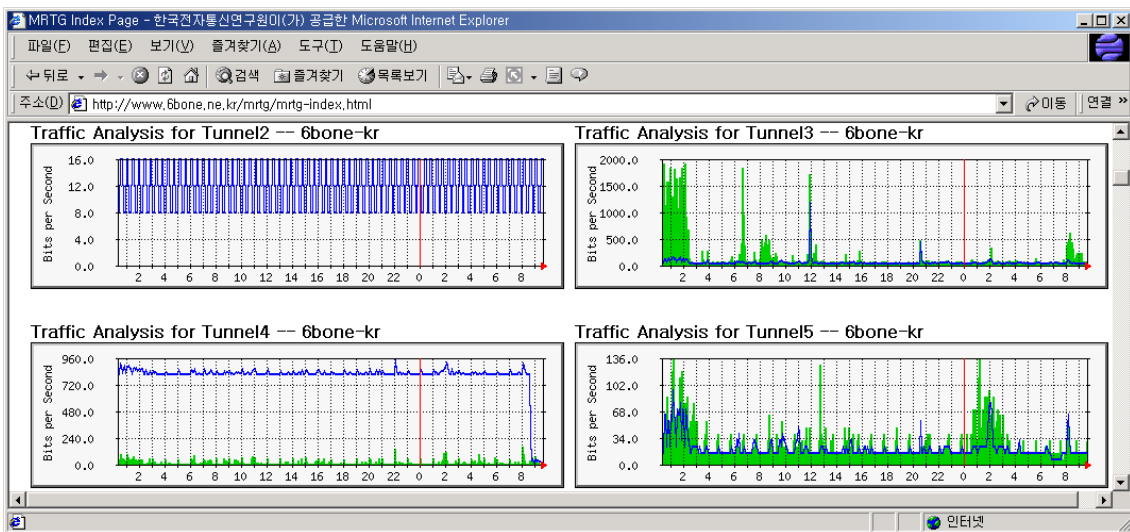 MRTG Index Page - 한국전자통신연구원이(가) 공급한 Microsoft Internet Explorer
파일(F) 편집(E) 보기(V) 즐겨찾기(A) 도구(T) 도움말(H)
뒤로 검색 즐겨찾기 목록보기
주소(D) http://www.6bone.ne.kr/mrtg/mrtg-index.html 이동 연결 »
Traffic Analysis for Tunnel2 -- 6bone-kr
Bits per Second
16.0
12.0
8.0
4.0
0.0
2 4 6 8 10 12 14 16 18 20 22 0 2 4 6 8
Traffic Analysis for Tunnel3 -- 6bone-kr
Bits per Second
2000.0
1500.0
1000.0
500.0
0.0
2 4 6 8 10 12 14 16 18 20 22 0 2 4 6 8
Traffic Analysis for Tunnel4 -- 6bone-kr
Bits per Second
960.0
720.0
480.0
240.0
0.0
2 4 6 8 10 12 14 16 18 20 22 0 2 4 6 8
Traffic Analysis for Tunnel5 -- 6bone-kr
Bits per Second
136.0
102.0
68.0
34.0
0.0
2 4 6 8 10 12 14 16 18 20 22 0 2 4 6 8
인터넷